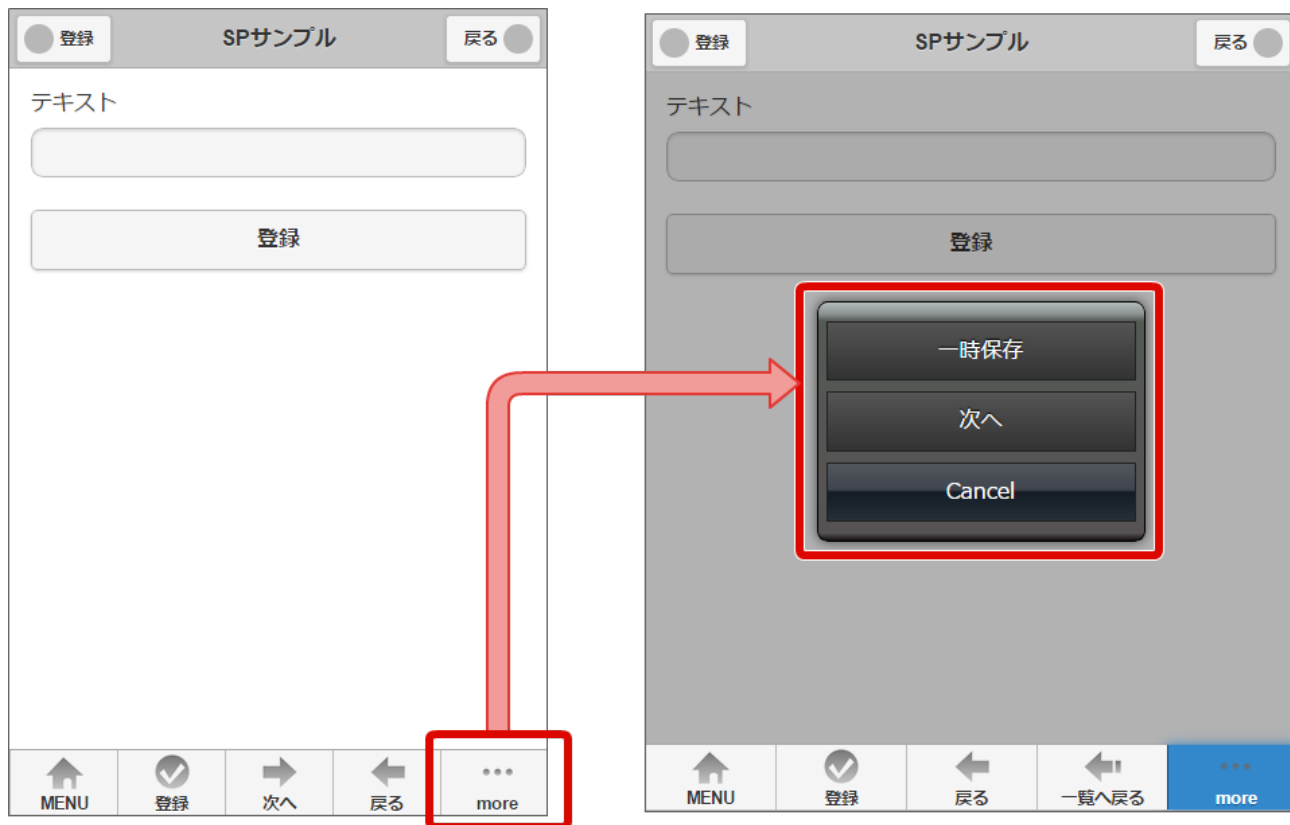 登録 SPサンプル 戻る
テキスト
登録
MENU 登録 次へ 戻る more
登録 SPサンプル 戻る
テキスト
登録
一時保存
次へ
Cancel
MENU 登録 戻る 一覧へ戻る more